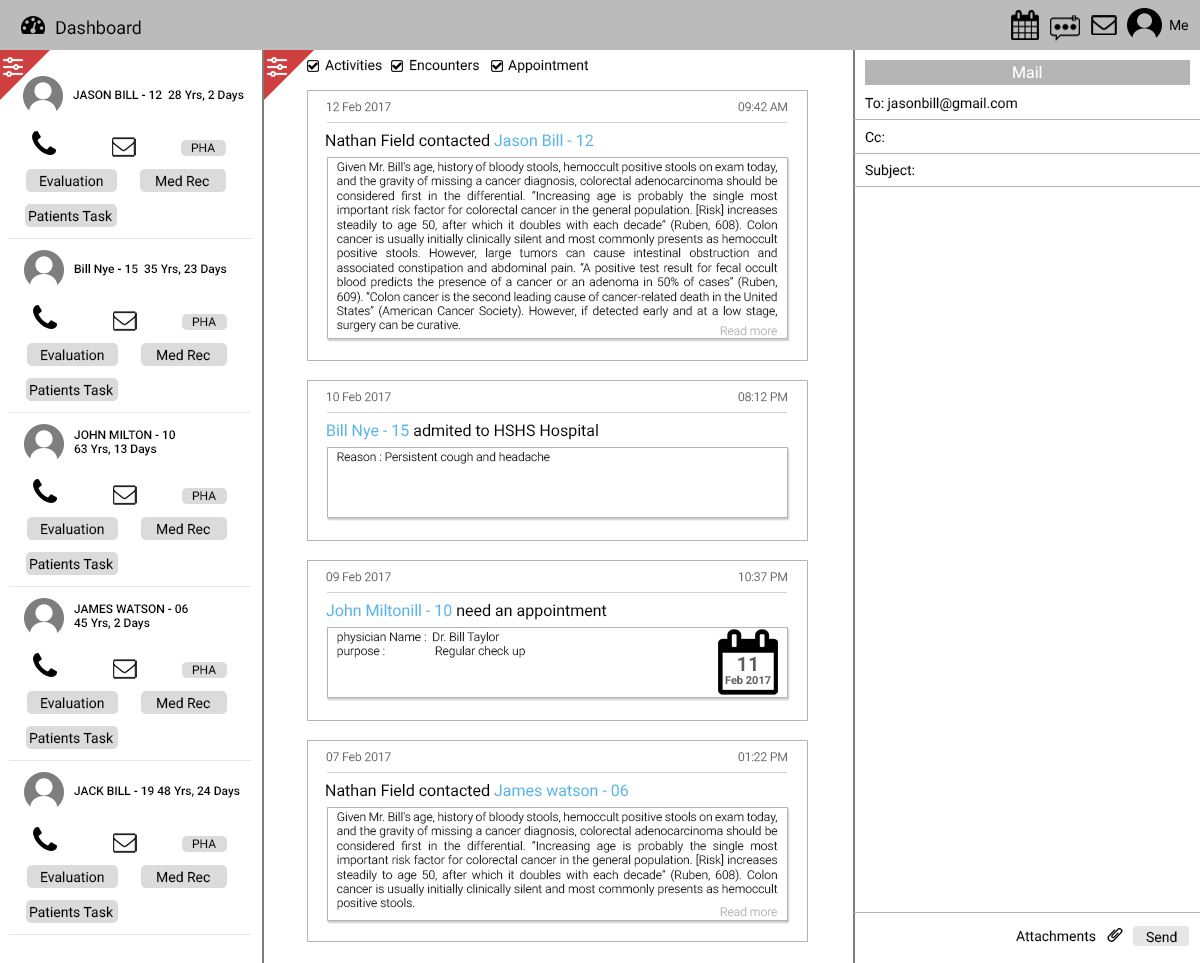 Dashboard
Me
JASON BILL - 12 28 Yrs, 2 Days
PHA
Evaluation
Med Rec
Patients Task
Bill Nye - 15 35 Yrs, 23 Days
PHA
Evaluation
Med Rec
Patients Task
JOHN MILTON - 10
63 Yrs, 13 Days
PHA
Evaluation
Med Rec
Patients Task
JAMES WATSON - 06
45 Yrs, 2 Days
PHA
Evaluation
Med Rec
Patients Task
JACK BILL - 19 48 Yrs, 24 Days
PHA
Evaluation
Med Rec
Patients Task
Activities Encounters Appointment
12 Feb 2017 09:42 AM
Nathan Field contacted Jason Bill - 12
Given Mr. Bill's age, history of bloody stools, hemoccult positive stools on exam today,
and the gravity of missing a cancer diagnosis, colorectal adenocarcinoma should be
considered first in the differential. “Increasing age is probably the single most
important risk factor for colorectal cancer in the general population. [Risk] increases
steadily to age 50, after which it doubles with each decade” (Ruben, 608). Colon
cancer is usually initially clinically silent and most commonly presents as hemoccult
positive stools. However, large tumors can cause intestinal obstruction and
associated constipation and abdominal pain. “A positive test result for fecal occult
blood predicts the presence of a cancer or an adenoma in 50% of cases” (Ruben,
609). “Colon cancer is the second leading cause of cancer-related death in the United
States” (American Cancer Society). However, if detected early and at a low stage,
surgery can be curative.
Read more
10 Feb 2017 08:12 PM
Bill Nye - 15 admited to HSHS Hospital
Reason : Persistent cough and headache
09 Feb 2017 10:37 PM
John Miltonill - 10 need an appointment
physician Name : Dr. Bill Taylor
purpose : Regular check up
11
Feb 2017
07 Feb 2017 01:22 PM
Nathan Field contacted James watson - 06
Given Mr. Bill's age, history of bloody stools, hemoccult positive stools on exam today,
and the gravity of missing a cancer diagnosis, colorectal adenocarcinoma should be
considered first in the differential. “Increasing age is probably the single most
important risk factor for colorectal cancer in the general population. [Risk] increases
steadily to age 50, after which it doubles with each decade” (Ruben, 608). Colon
cancer is usually initially clinically silent and most commonly presents as hemoccult
positive stools.
Read more
Mail
To: jasonbill@gmail.com
Cc:
Subject:
Attachments
Send